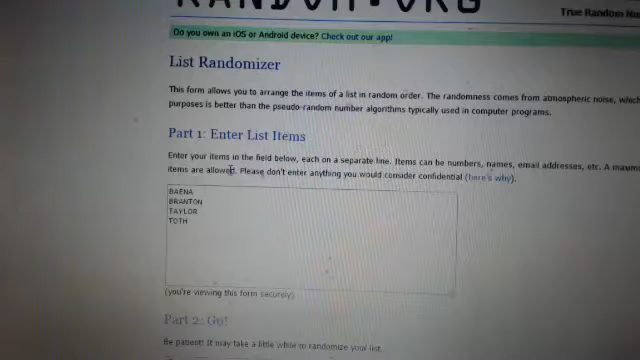 RANDOM.ORG
True Random Nu
Do you own an iOS or Android device? Check out our app!
List Randomizer
This form allows you to arrange the items of a list in random order. The randomness comes from atmospheric noise, which
purposes is better than the pseudo-random number algorithms typically used in computer programs.
Part 1: Enter List Items
Enter your items in the field below, each on a separate line. Items can be numbers, names, email addresses, etc. A maximu
items are allowed. Please don't enter anything you would consider confidential (here's why).
BAENA
BRANTON
TAYLOR
TOTH
(you're viewing this form securely)
Part 2: Go!
Be patient! It may take a little while to randomize your list.